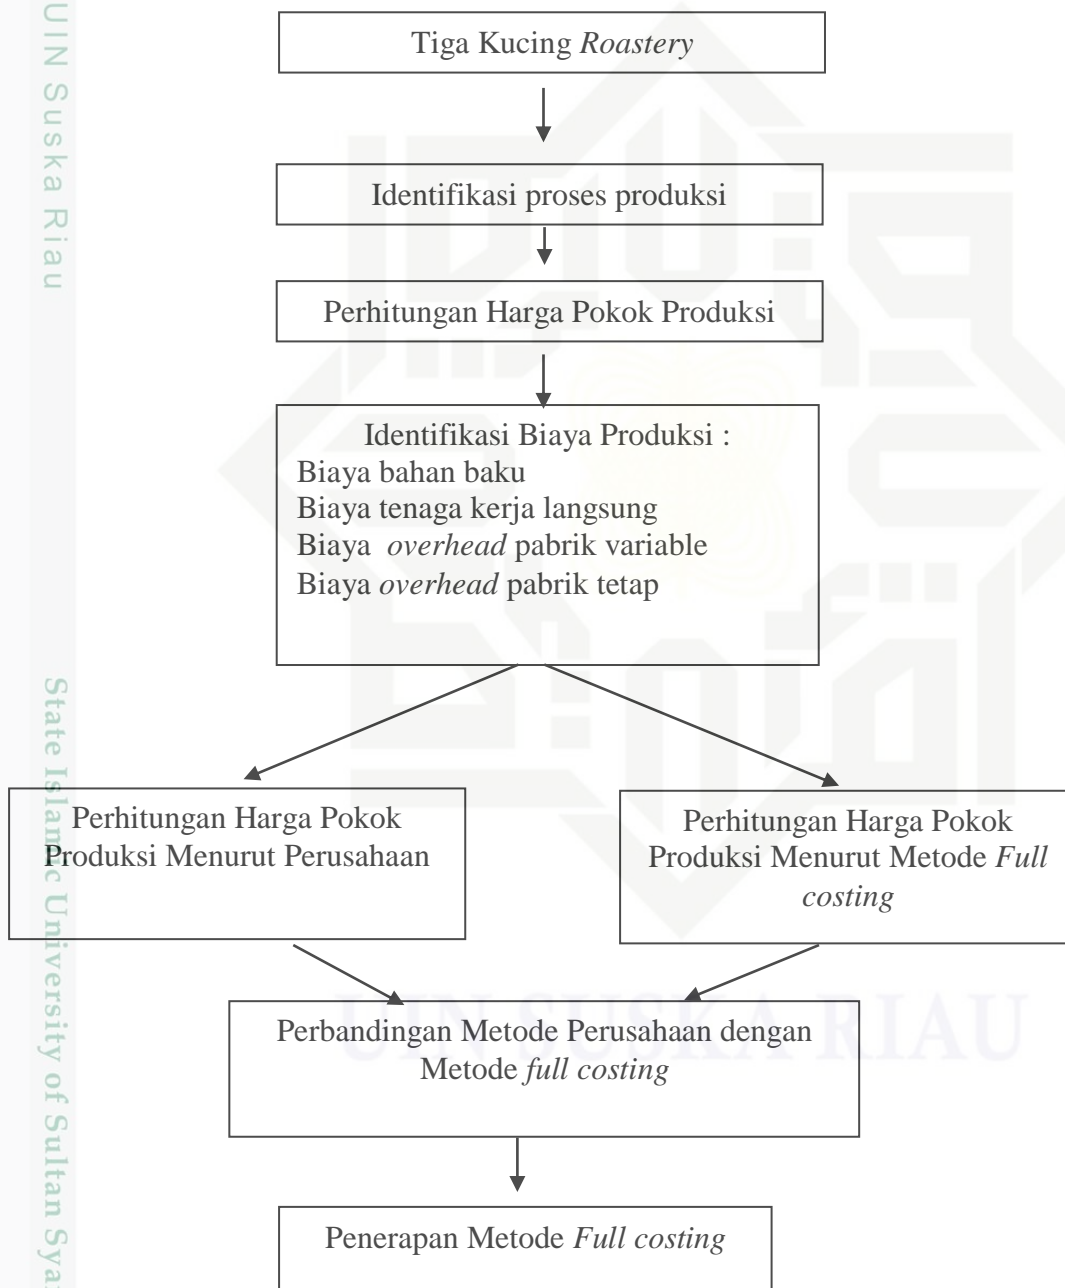 UIN Suska Riau
Tiga Kucing Roastery
Identifikasi proses produksi
Perhitungan Harga Pokok Produksi
Identifikasi Biaya Produksi :
Biaya bahan baku
Biaya tenaga kerja langsung
Biaya  overhead pabrik variable
Biaya overhead pabrik tetap
State Islamic University of Sultan
Perhitungan Harga Pokok
Produksi Menurut Perusahaan
Perhitungan Harga Pokok
Produksi Menurut Metode Full
costing
UIN SUSKA RIAU
Perbandingan Metode Perusahaan dengan
Metode full costing
Penerapan Metode Full costing